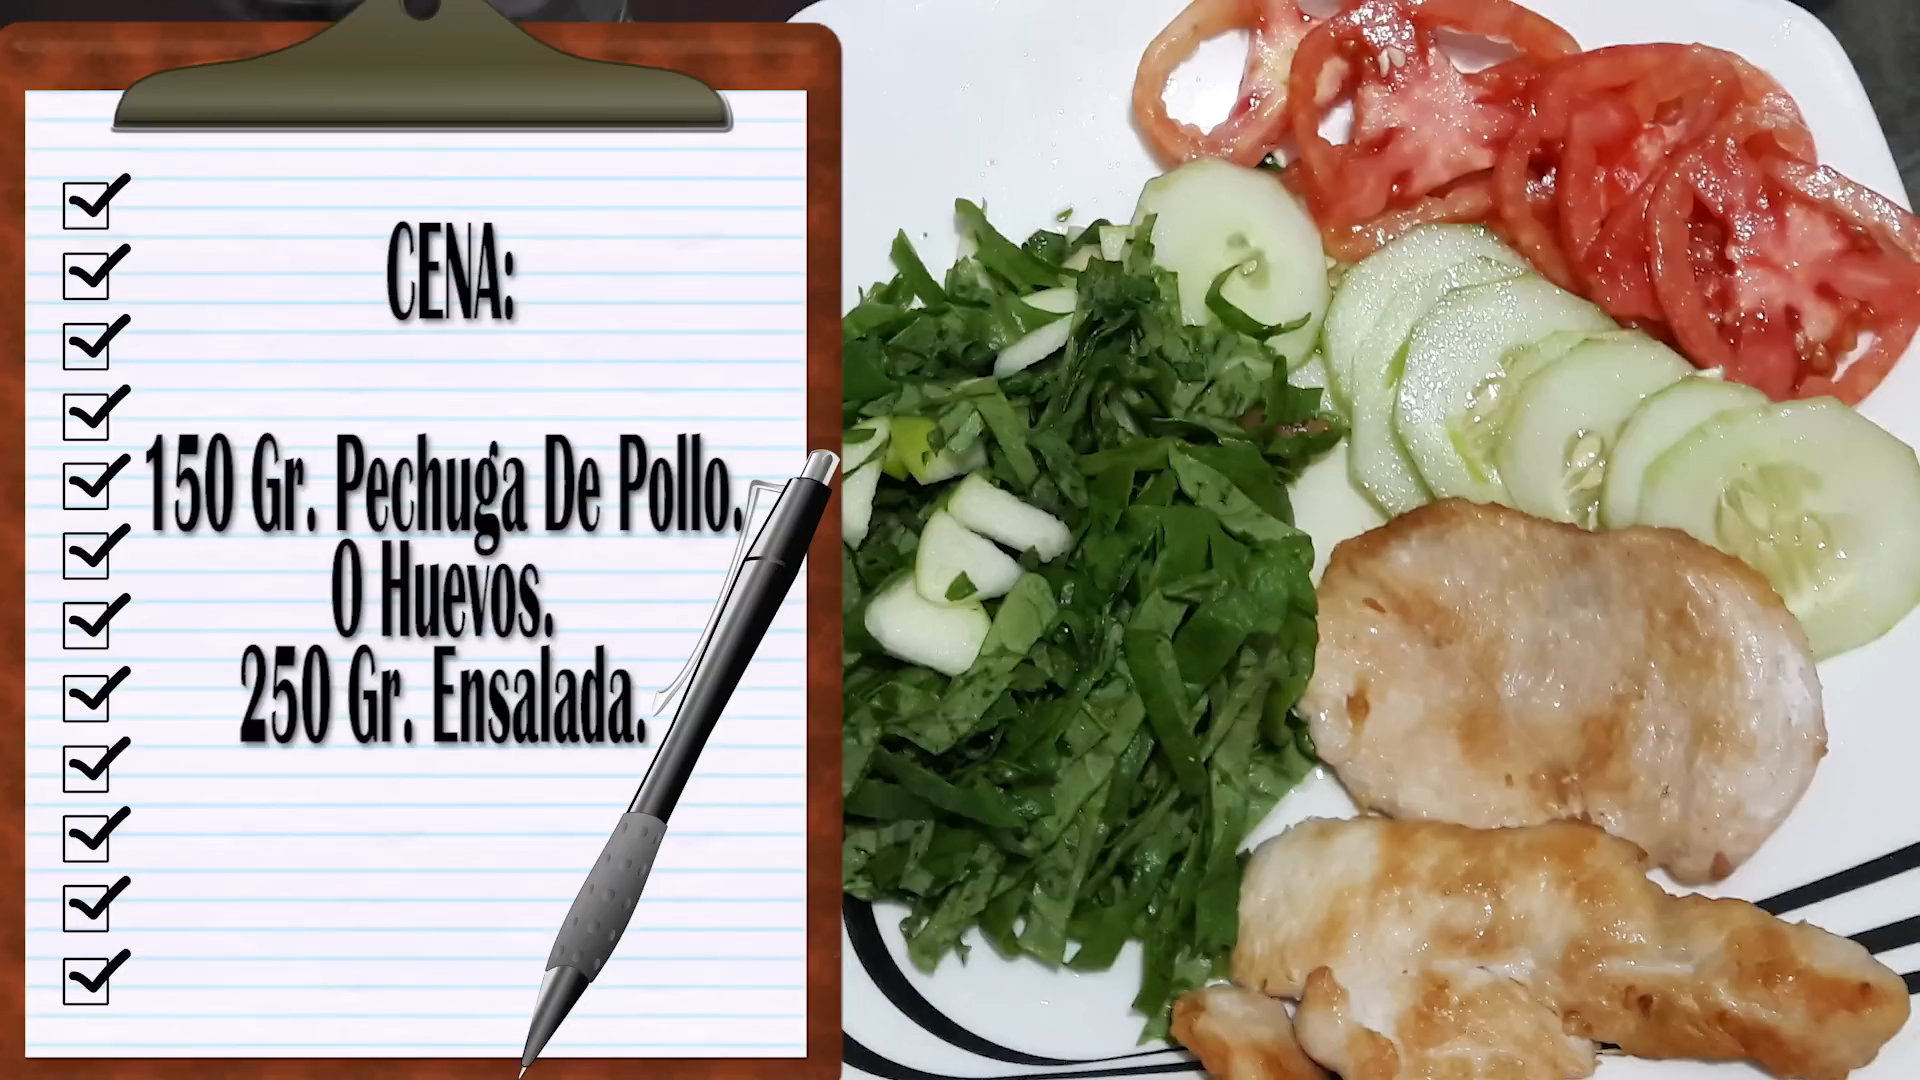 CENA:
150 Gr. Pechuga De Pollo.
O Huevos.
250 Gr. Ensalada.